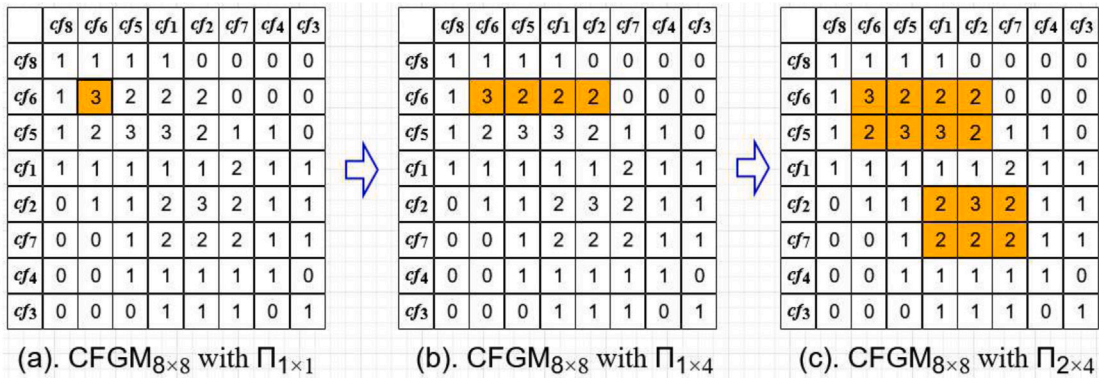 cf8 cf6 cf5 cf1 cf2 cf7 cf4 cf3
cf8 1 1 1 1 0 0 0 0
cf6 1 3 2 2 2 0 0 0
cf5 1 2 3 3 2 1 1 0
cf1 1 1 1 1 1 2 1 1
cf2 0 1 1 2 3 2 1 1
cf7 0 0 1 2 2 2 1 1
cf4 0 0 1 1 1 1 1 0
cf3 0 0 0 1 1 1 0 1
(a). CFGM8×8 with Π1×1
cf8 cf6 cf5 cf1 cf2 cf7 cf4 cf3
cf8 1 1 1 1 0 0 0 0
cf6 1 3 2 2 2 0 0 0
cf5 1 2 3 3 2 1 1 0
cf1 1 1 1 1 1 2 1 1
cf2 0 1 1 2 3 2 1 1
cf7 0 0 1 2 2 2 1 1
cf4 0 0 1 1 1 1 1 0
cf3 0 0 0 1 1 1 0 1
(b). CFGM8×8 with Π1×4
cf8 cf6 cf5 cf1 cf2 cf7 cf4 cf3
cf8 1 1 1 1 0 0 0 0
cf6 1 3 2 2 2 0 0 0
cf5 1 2 3 3 2 1 1 0
cf1 1 1 1 1 1 2 1 1
cf2 0 1 1 2 3 2 1 1
cf7 0 0 1 2 2 2 1 1
cf4 0 0 1 1 1 1 1 0
cf3 0 0 0 1 1 1 0 1
(c). CFGM8×8 with Π2×4